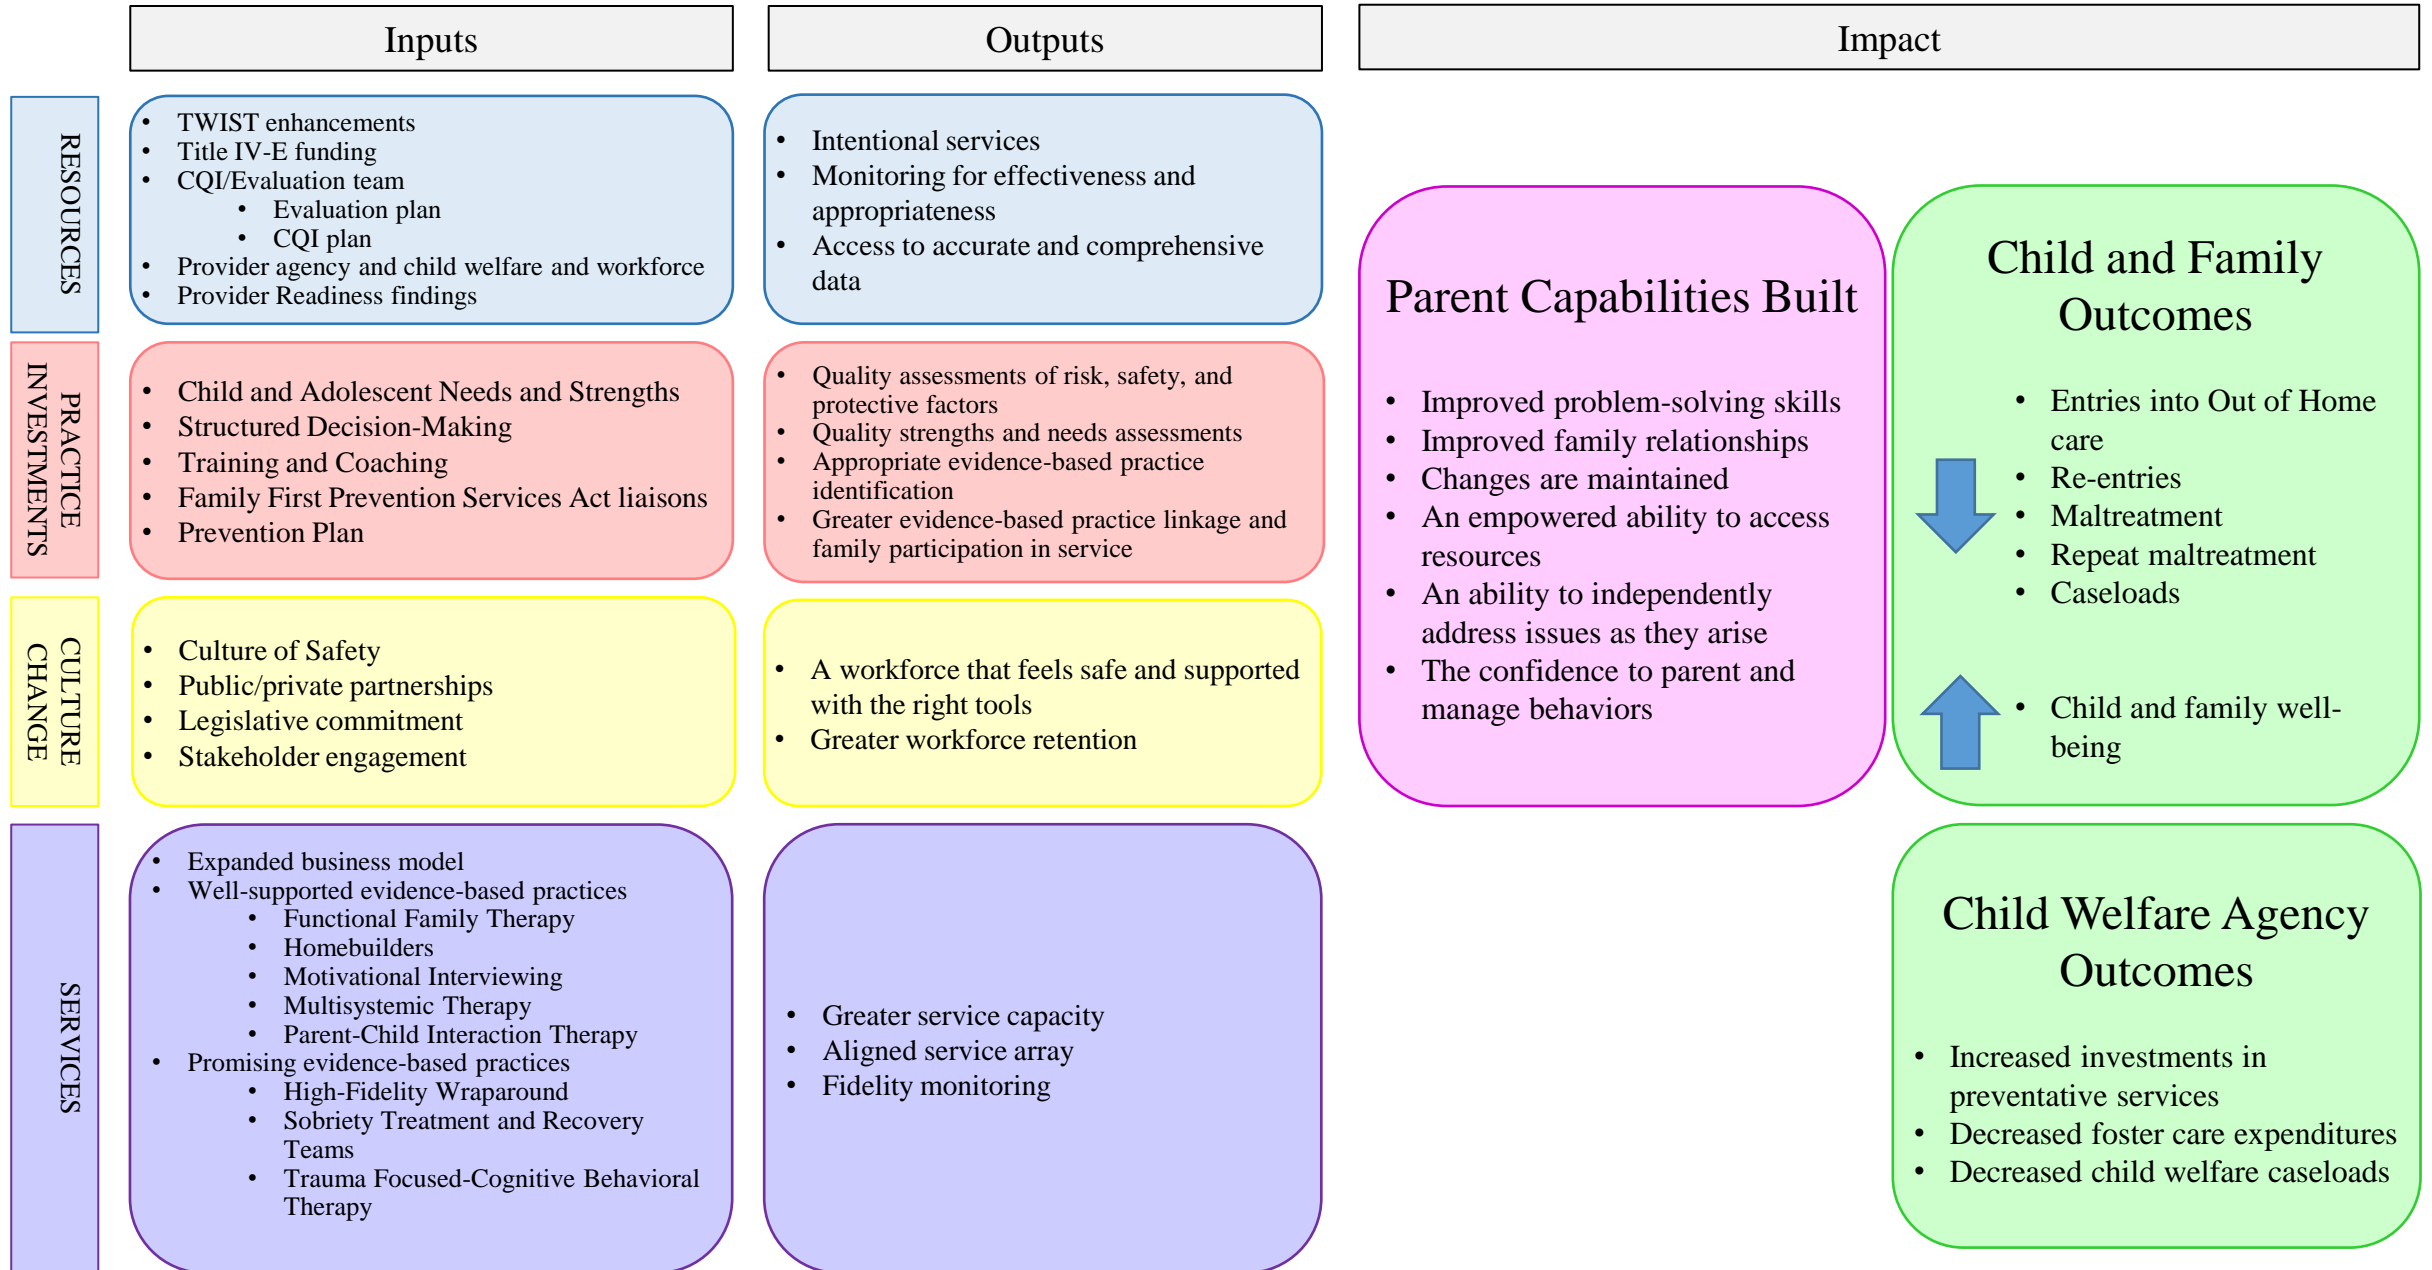 Inputs
Outputs
Impact
RESOURCES
• TWIST enhancements
• Title IV-E funding
• CQI/Evaluation team
• Evaluation plan
• CQI plan
• Provider agency and child welfare and workforce
• Provider Readiness findings
• Intentional services
• Monitoring for effectiveness and
appropriateness
• Access to accurate and comprehensive
data
PRACTICE
INVESTMENTS
• Child and Adolescent Needs and Strengths
• Structured Decision-Making
• Training and Coaching
• Family First Prevention Services Act liaisons
• Prevention Plan
• Quality assessments of risk, safety, and
protective factors
• Quality strengths and needs assessments
• Appropriate evidence-based practice
identification
• Greater evidence-based practice linkage and
family participation in service
CULTURE
CHANGE
• Culture of Safety
• Public/private partnerships
• Legislative commitment
• Stakeholder engagement
• A workforce that feels safe and supported
with the right tools
• Greater workforce retention
SERVICES
• Expanded business model
• Well-supported evidence-based practices
• Functional Family Therapy
• Homebuilders
• Motivational Interviewing
• Multisystemic Therapy
• Parent-Child Interaction Therapy
• Promising evidence-based practices
• High-Fidelity Wraparound
• Sobriety Treatment and Recovery
Teams
• Trauma Focused-Cognitive Behavioral
Therapy
• Greater service capacity
• Aligned service array
• Fidelity monitoring
Parent Capabilities Built
• Improved problem-solving skills
• Improved family relationships
• Changes are maintained
• An empowered ability to access
resources
• An ability to independently
address issues as they arise
• The confidence to parent and
manage behaviors
Child and Family
Outcomes
• Entries into Out of Home
care
• Re-entries
• Maltreatment
• Repeat maltreatment
• Caseloads
• Child and family well-
being
Child Welfare Agency
Outcomes
• Increased investments in
preventative services
• Decreased foster care expenditures
• Decreased child welfare caseloads